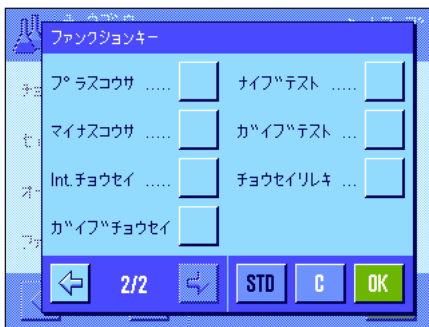 ファンクションキー
プラスコウサ .....
ナイブテスト .....
マイナスコウサ .....
ガイブテスト ...
Int.チョウセイ .....
チョウセイリレキ ...
ガイブチョウセイ
2/2
STD
C
OK